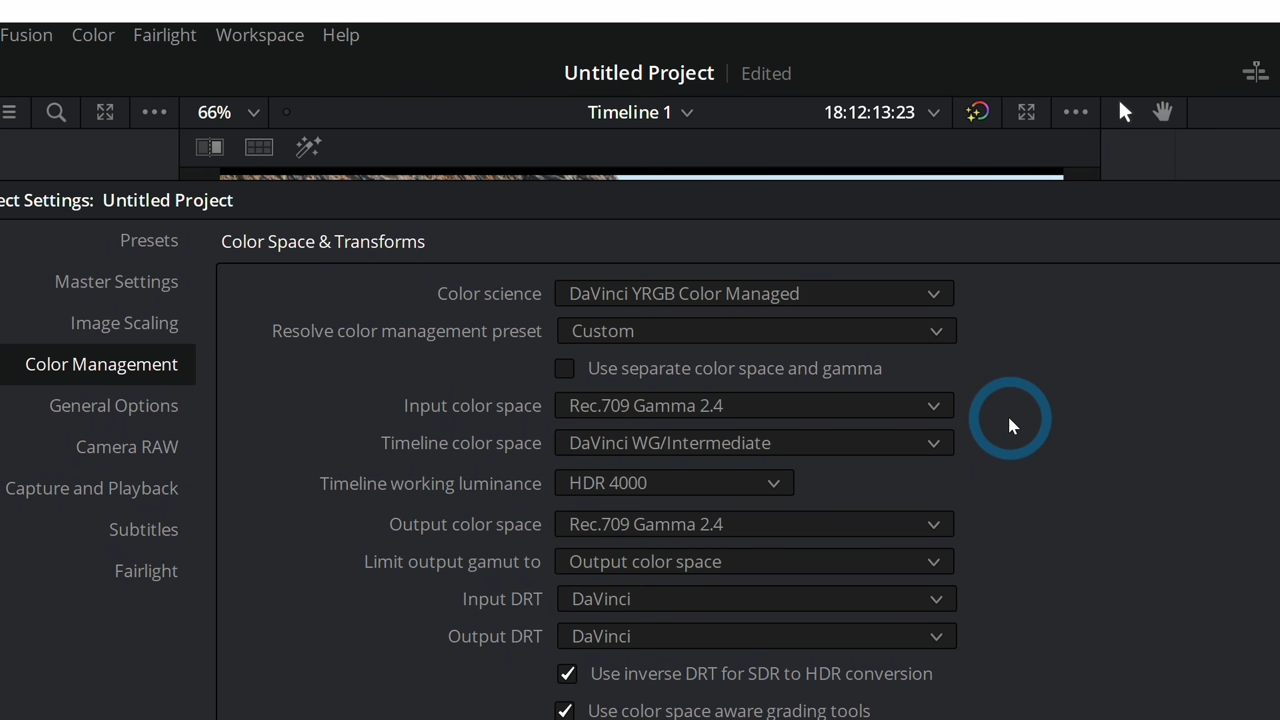 Fusion Color Fairlight Workspace Help
Untitled Project Edited
66% Timeline 1 18:12:13:23
ect Settings: Untitled Project
Presets
Master Settings
Image Scaling
Color Management
General Options
Camera RAW
Capture and Playback
Subtitles
Fairlight
Color Space & Transforms
Color science DaVinci YRGB Color Managed
Resolve color management preset Custom
Use separate color space and gamma
Input color space Rec.709 Gamma 2.4
Timeline color space DaVinci WG/Intermediate
Timeline working luminance HDR 4000
Output color space Rec.709 Gamma 2.4
Limit output gamut to Output color space
Input DRT DaVinci
Output DRT DaVinci
Use inverse DRT for SDR to HDR conversion
Use color space aware grading tools